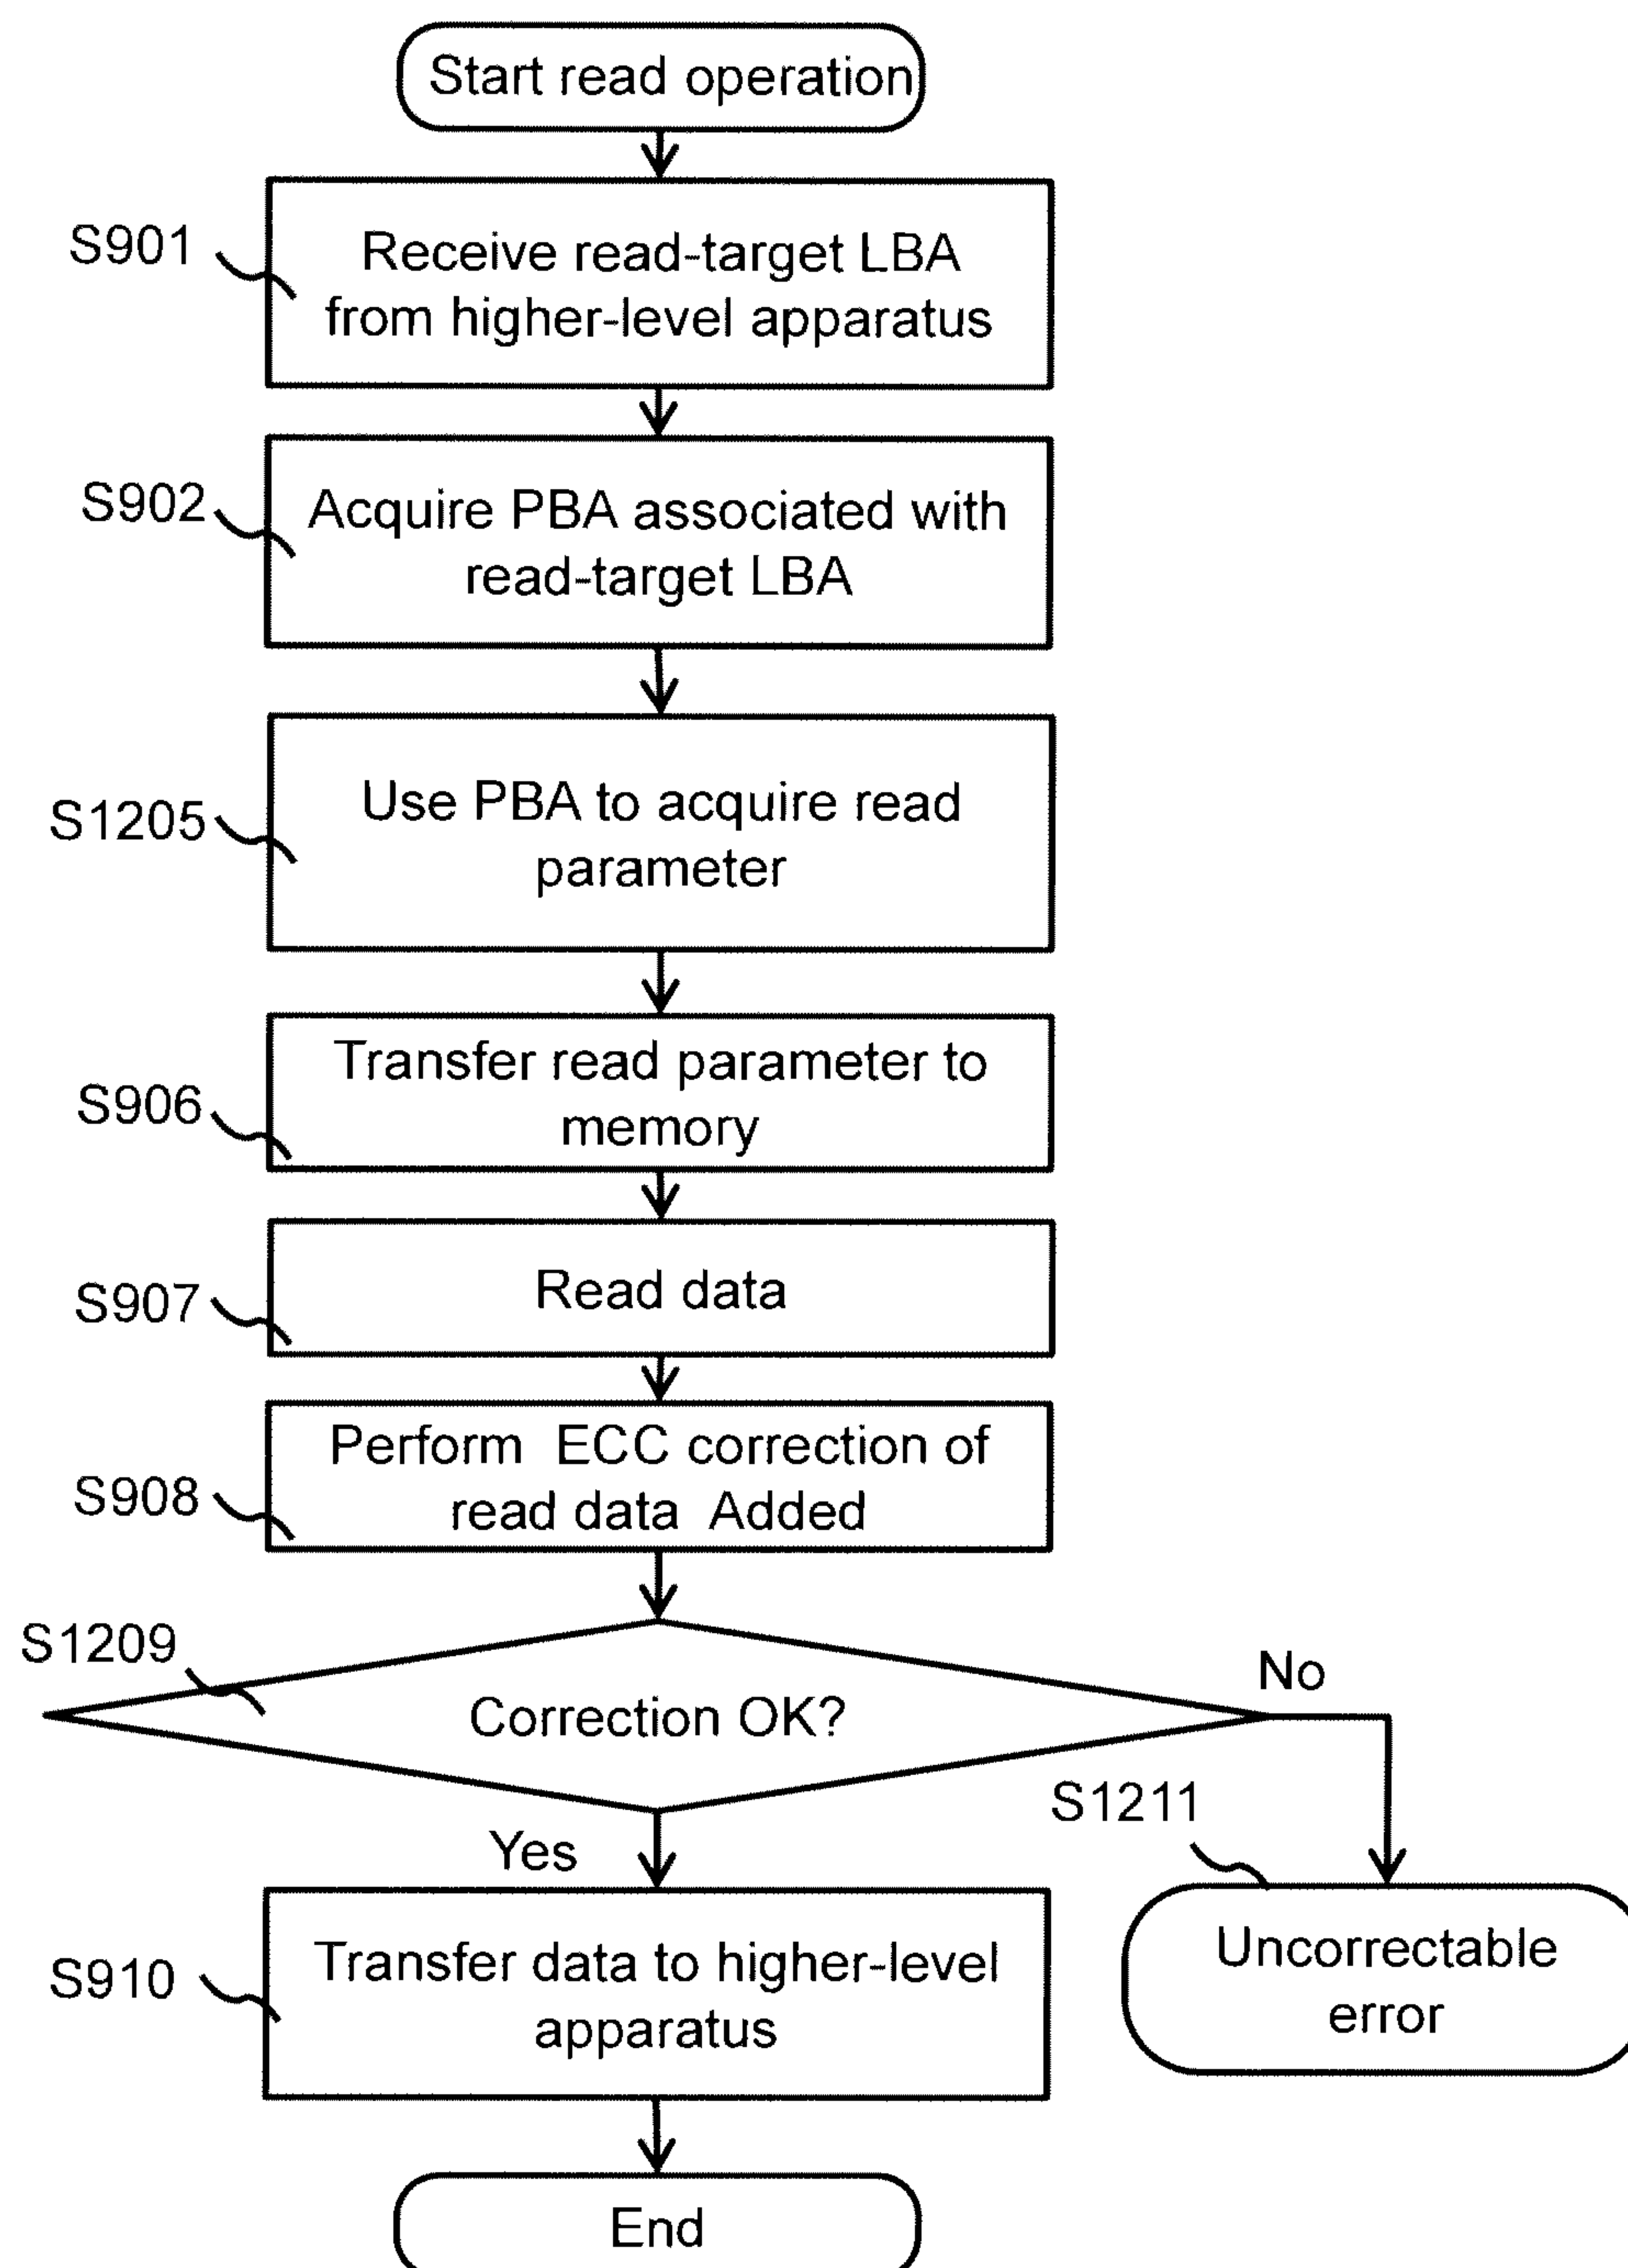 Start read operation
S901
Receive read-target LBA
from higher-level apparatus
S902
Acquire PBA associated with
read-target LBA
S1205
Use PBA to acquire read
parameter
S906
Transfer read parameter to
memory
S907
Read data
S908
Perform ECC correction of
read data Added
S1209
Correction OK?
No
Yes
S1211
Uncorrectable
error
S910
Transfer data to higher-level
apparatus
End